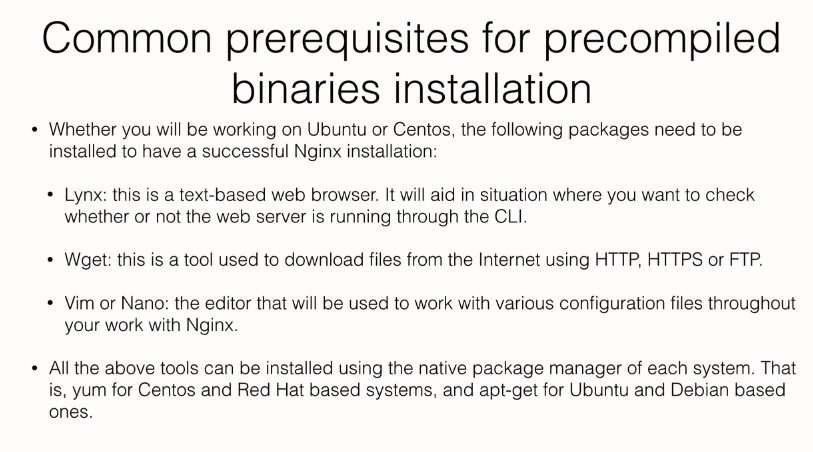 Common prerequisites for precompiled
binaries installation
• Whether you will be working on Ubuntu or Centos, the following packages need to be
installed to have a successful Nginx installation:
• Lynx: this is a text-based web browser. It will aid in situation where you want to check
whether or not the web server is running through the CLI.
• Wget: this is a tool used to download files from the Internet using HTTP, HTTPS or FTP.
• Vim or Nano: the editor that will be used to work with various configuration files throughout
your work with Nginx.
• All the above tools can be installed using the native package manager of each system. That
is, yum for Centos and Red Hat based systems, and apt-get for Ubuntu and Debian based
ones.